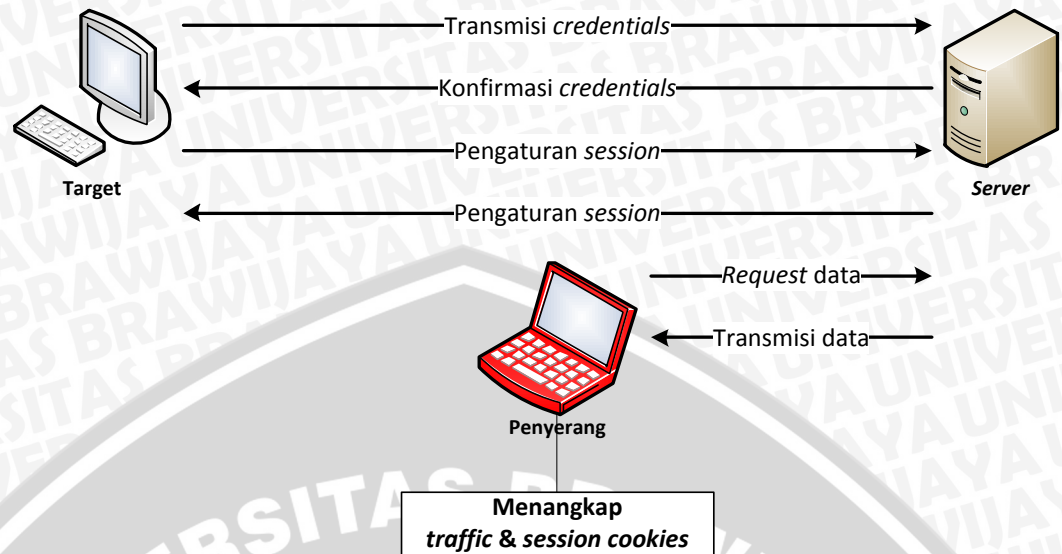 Transmisi credentials
Konfirmasi credentials
Pengaturan session
Target
Server
Pengaturan session
Request data
Transmisi data
Penyerang
Menangkap
traffic & session cookies